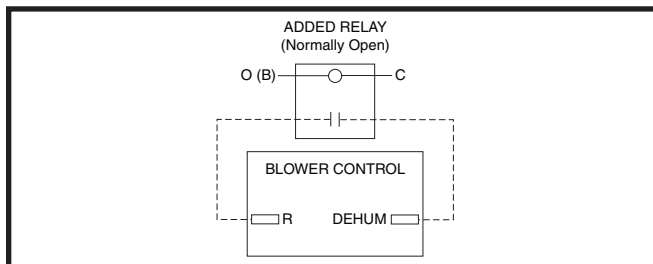 ADDED RELAY
(Normally Open)
O (B) C
BLOWER CONTROL
R DEHUM